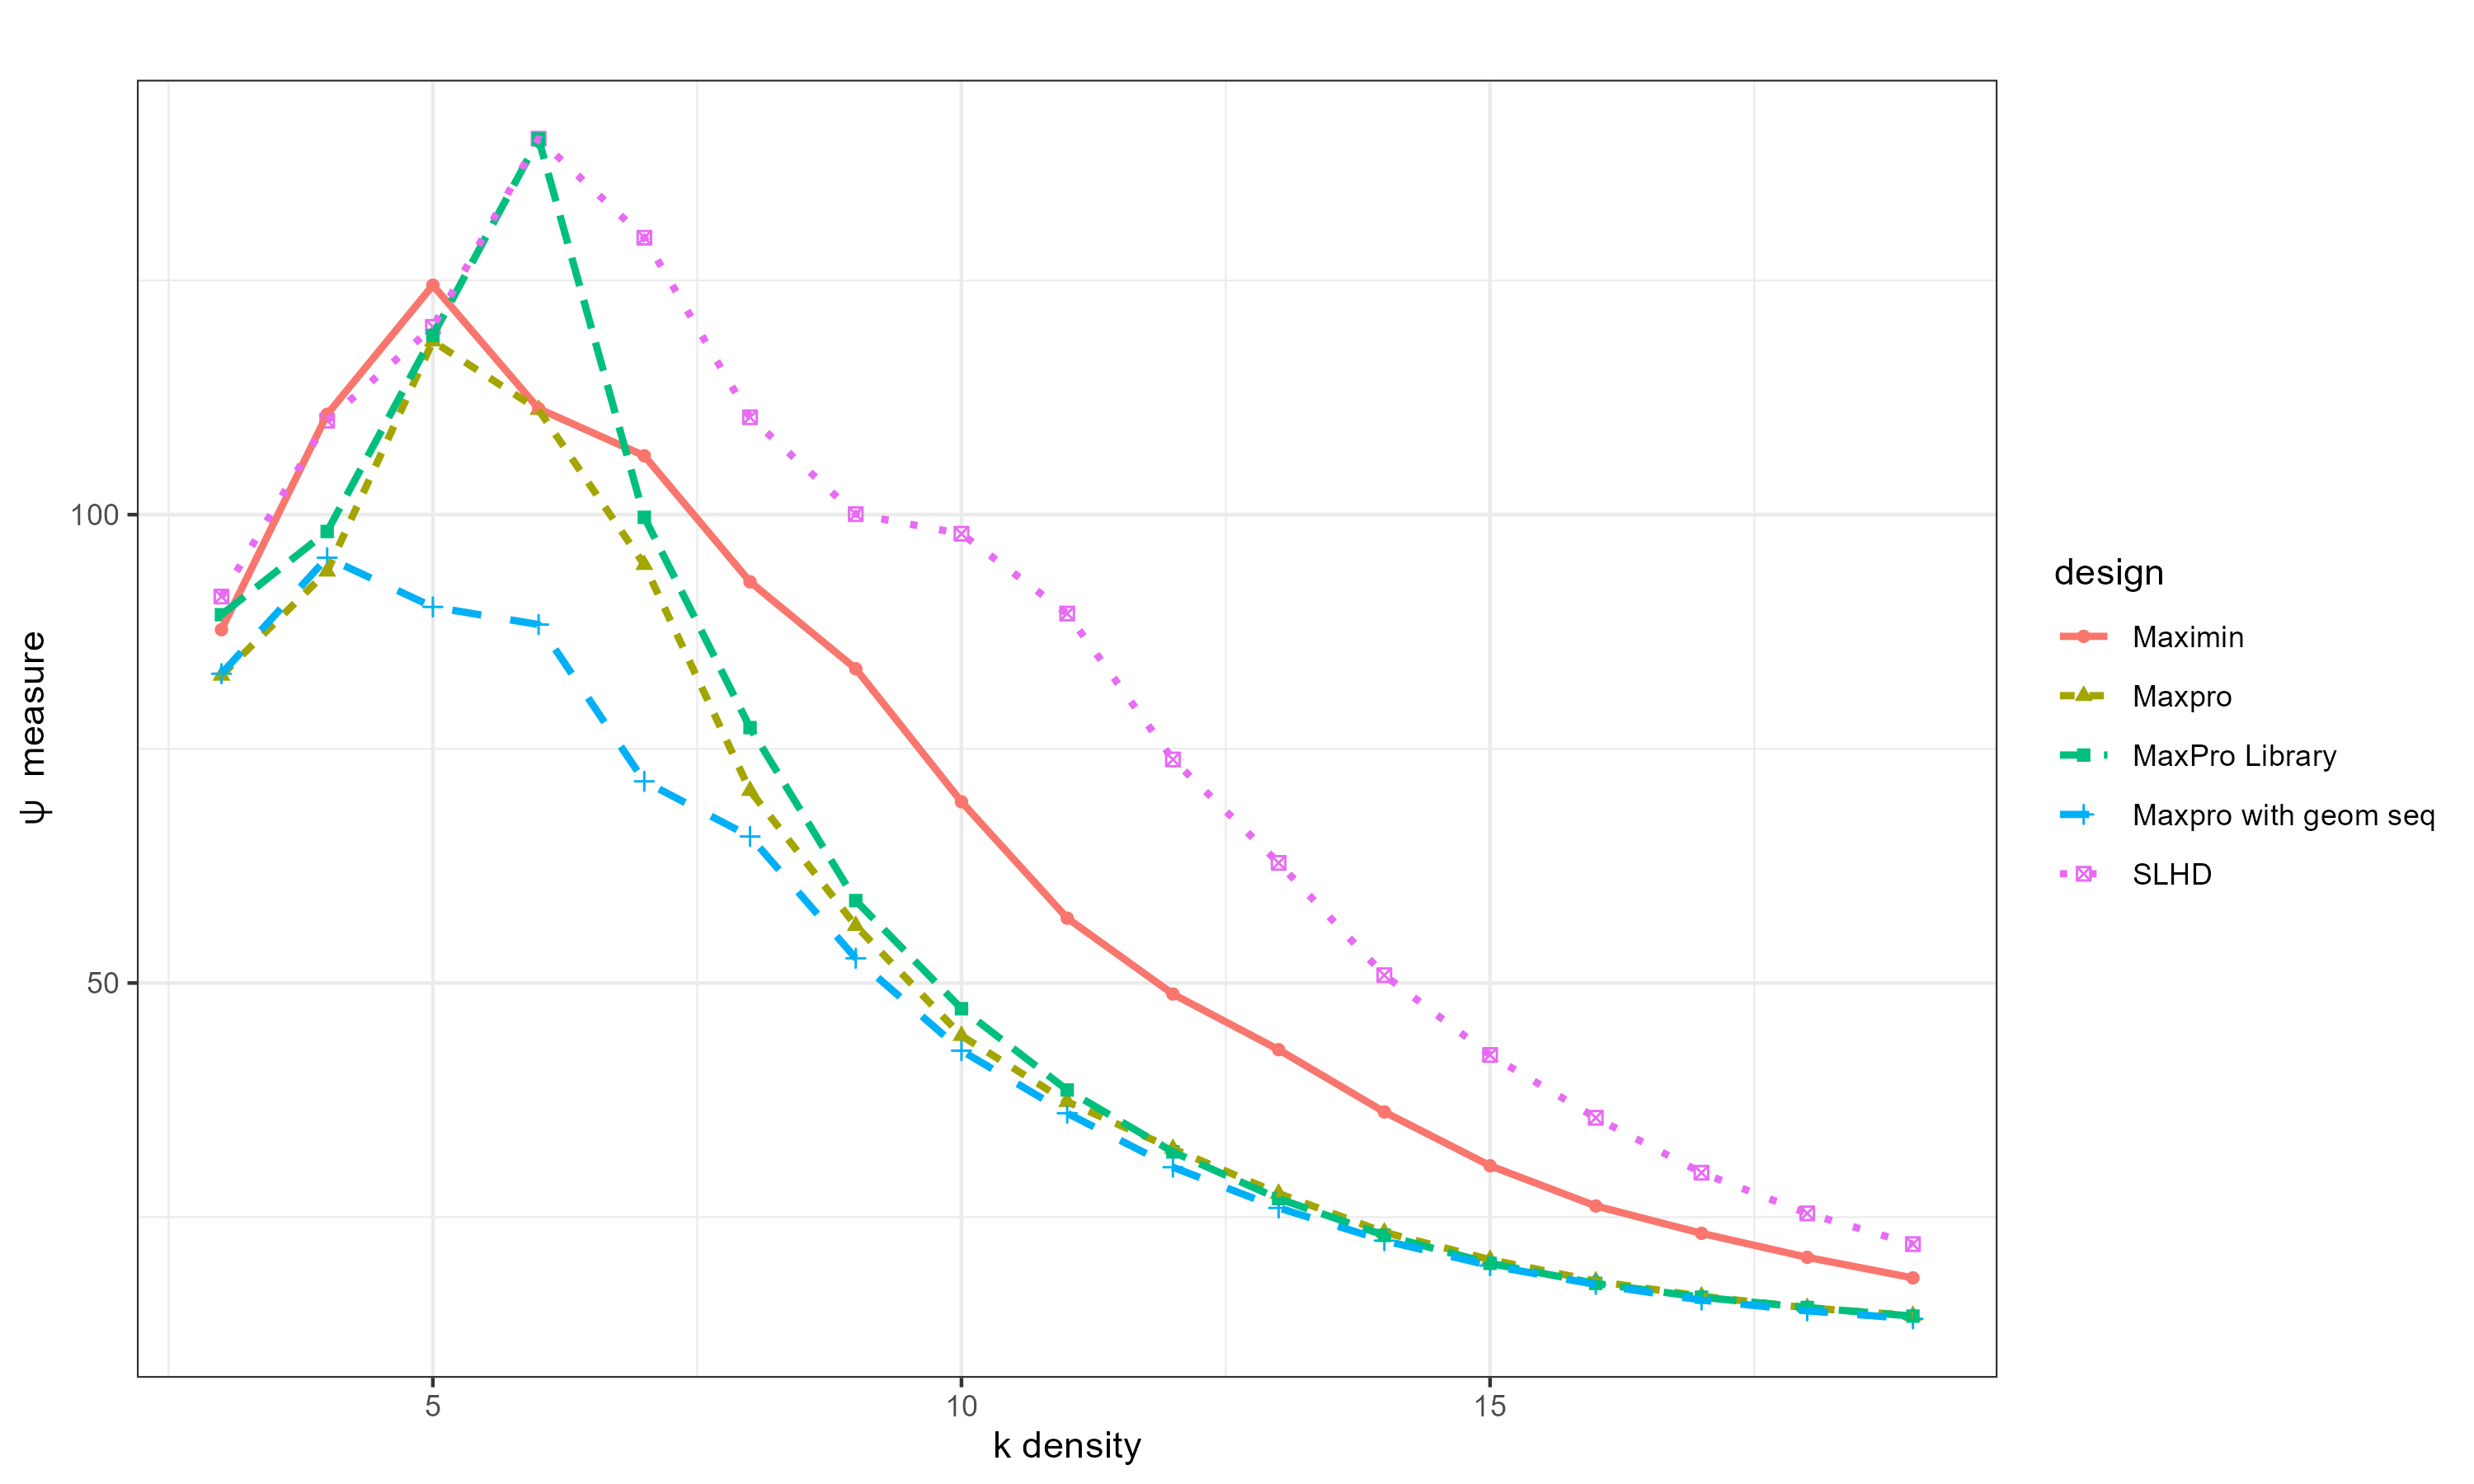 100
50
ψ measure
5
10
15
k density
design
Maximin
Maxpro
MaxPro Library
Maxpro with geom seq
SLHD